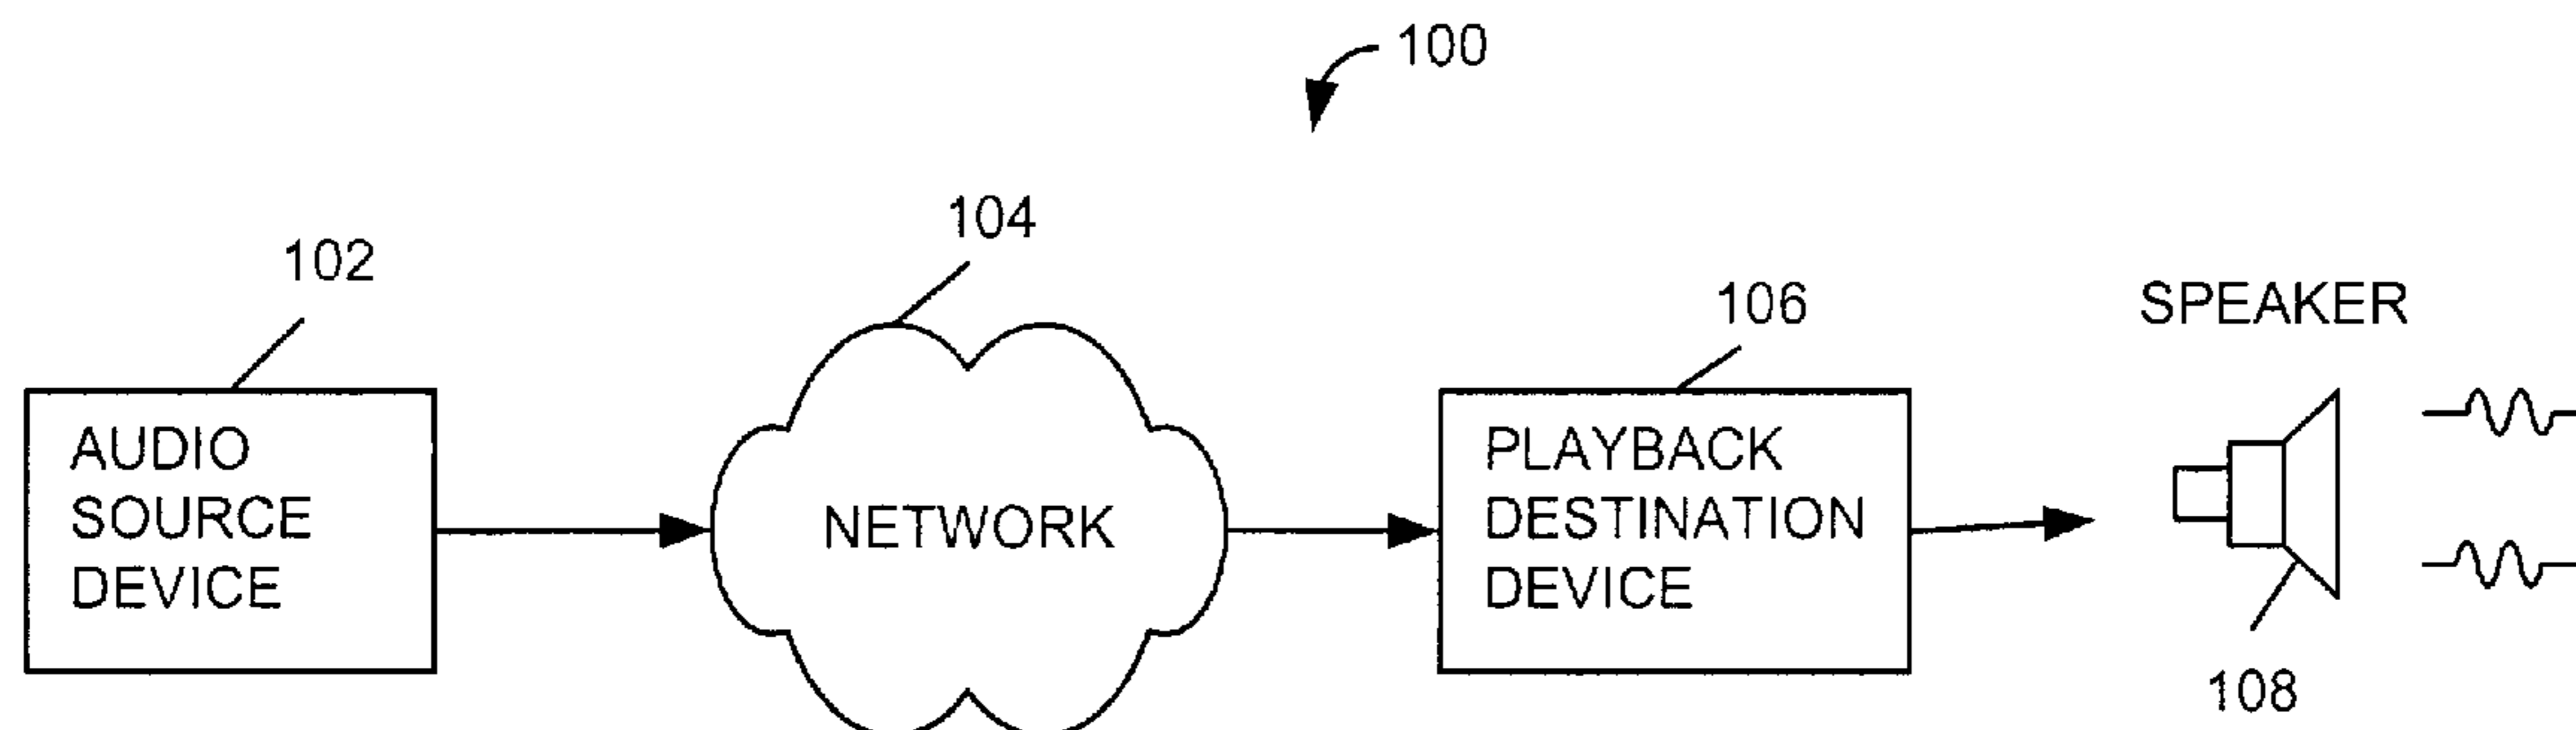 100
104
102
106
SPEAKER
AUDIO
SOURCE
DEVICE
NETWORK
PLAYBACK
DESTINATION
DEVICE
108